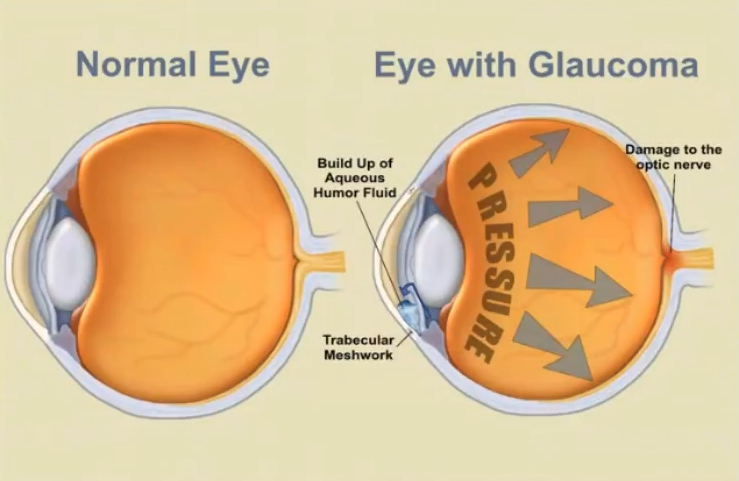 Normal Eye
Eye with Glaucoma
Build Up of
Aqueous
Humor Fluid
Damage to the
optic nerve
PRESSURE
Trabecular
Meshwork